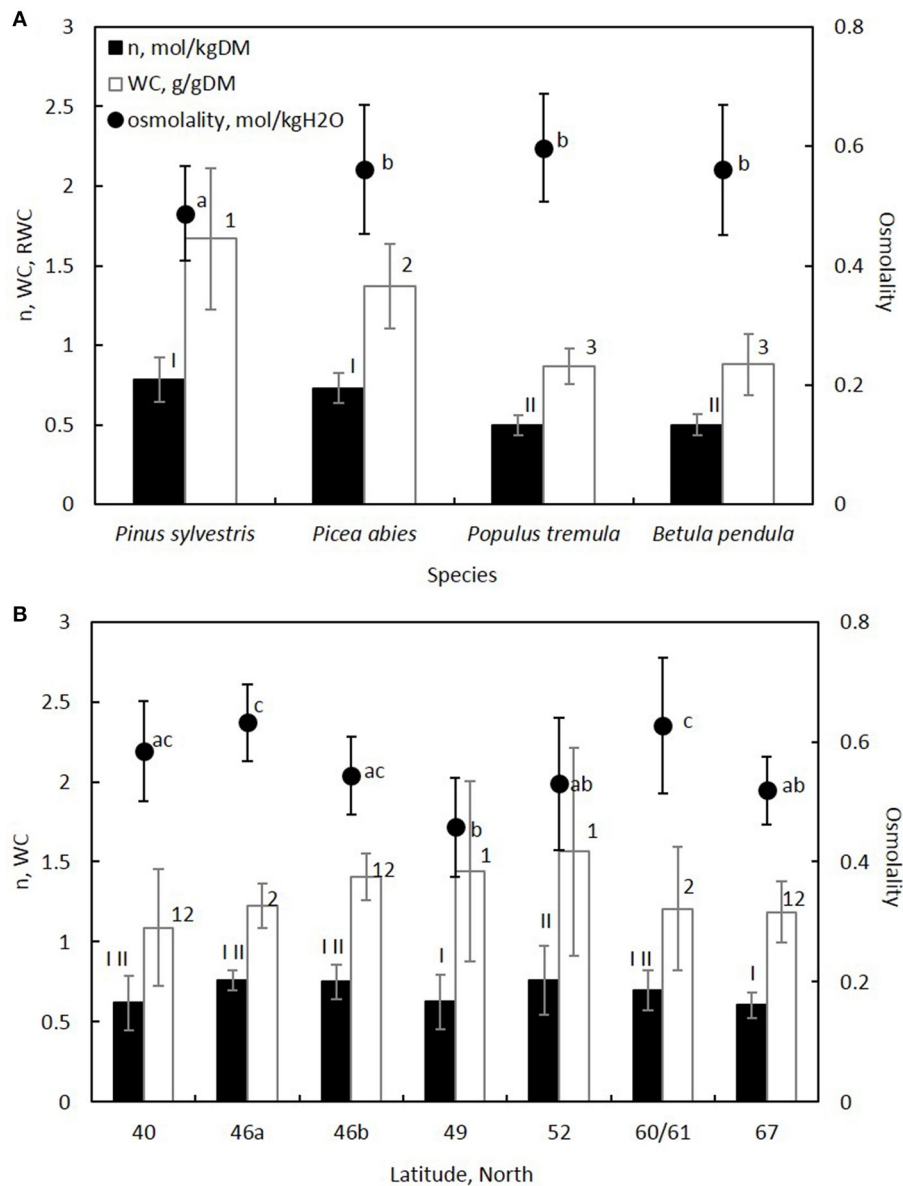 A
3
2.5
2
1.5
1
0.5
0
n, WC, RWC
n, mol/kgDM
WC, g/gDM
osmolality, mol/kgH2O
a
b
b
b
1
2
3
3
I
I
II
II
0.8
0.6
0.4
0.2
0
Osmolality
Pinus sylvestris Picea abies Populus tremula Betula pendula
Species
B
3
2.5
2
1.5
1
0.5
0
n, WC
ac
c
ac
b
ab
c
ab
12
2
12
1
1
2
12
I II
I II
I II
I
II
I II
I
0.8
0.6
0.4
0.2
0
Osmolality
40 46a 46b 49 52 60/61 67
Latitude, North